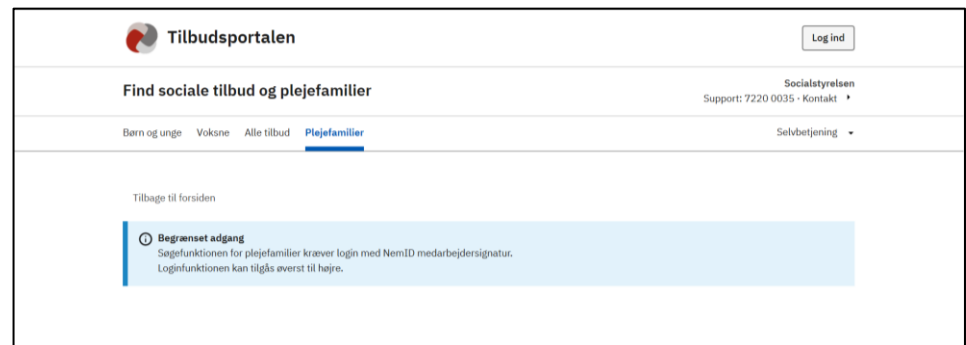 Tilbudsportalen
Log ind
Find sociale tilbud og plejefamilier
Socialstyrelsen
Support: 7220 0035 - Kontakt
Børn og unge Voksne Alle tilbud Plejefamilier Selvbetjening
Tilbage til forsiden
Begrænset adgang
Søgefunktionen for plejefamilier kræver login med NemID medarbejdersignatur.
Loginfunktionen kan tilgås øverst til højre.